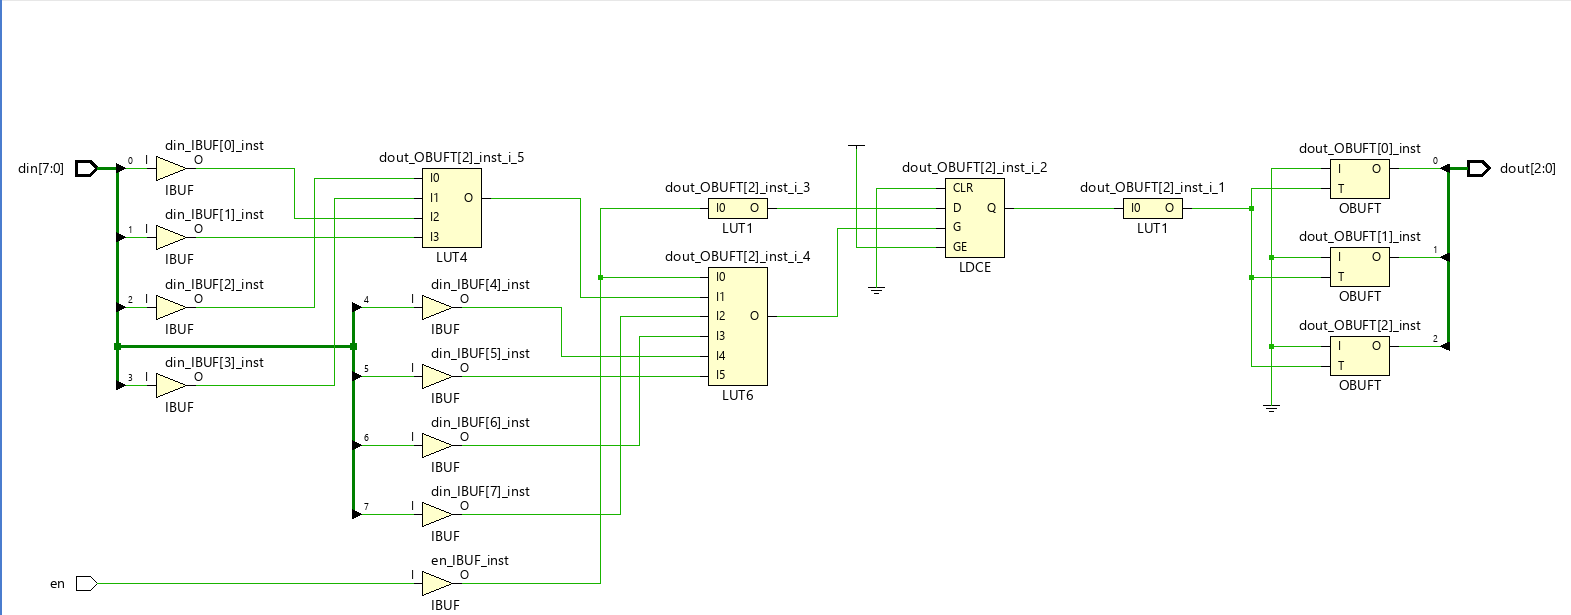 din[7:0]
0
I
din_IBUF[0]_inst
O
IBUF
1
I
din_IBUF[1]_inst
O
IBUF
2
I
din_IBUF[2]_inst
O
IBUF
3
I
din_IBUF[3]_inst
O
IBUF
dout_OBUFT[2]_inst_i_5
I0
I1
I2
I3
O
LUT4
4
I
din_IBUF[4]_inst
O
IBUF
5
I
din_IBUF[5]_inst
O
IBUF
6
I
din_IBUF[6]_inst
O
IBUF
7
I
din_IBUF[7]_inst
O
IBUF
en
I
en_IBUF_inst
O
IBUF
dout_OBUFT[2]_inst_i_3
I0 O
LUT1
dout_OBUFT[2]_inst_i_4
I0
I1
I2 O
I3
I4
I5
LUT6
dout_OBUFT[2]_inst_i_2
CLR
D Q
G
GE
LDCE
dout_OBUFT[2]_inst_i_1
I0 O
LUT1
dout_OBUFT[0]_inst
I O
T
OBUFT
0
dout_OBUFT[1]_inst
I O
T
OBUFT
1
dout_OBUFT[2]_inst
I O
T
OBUFT
2
dout[2:0]